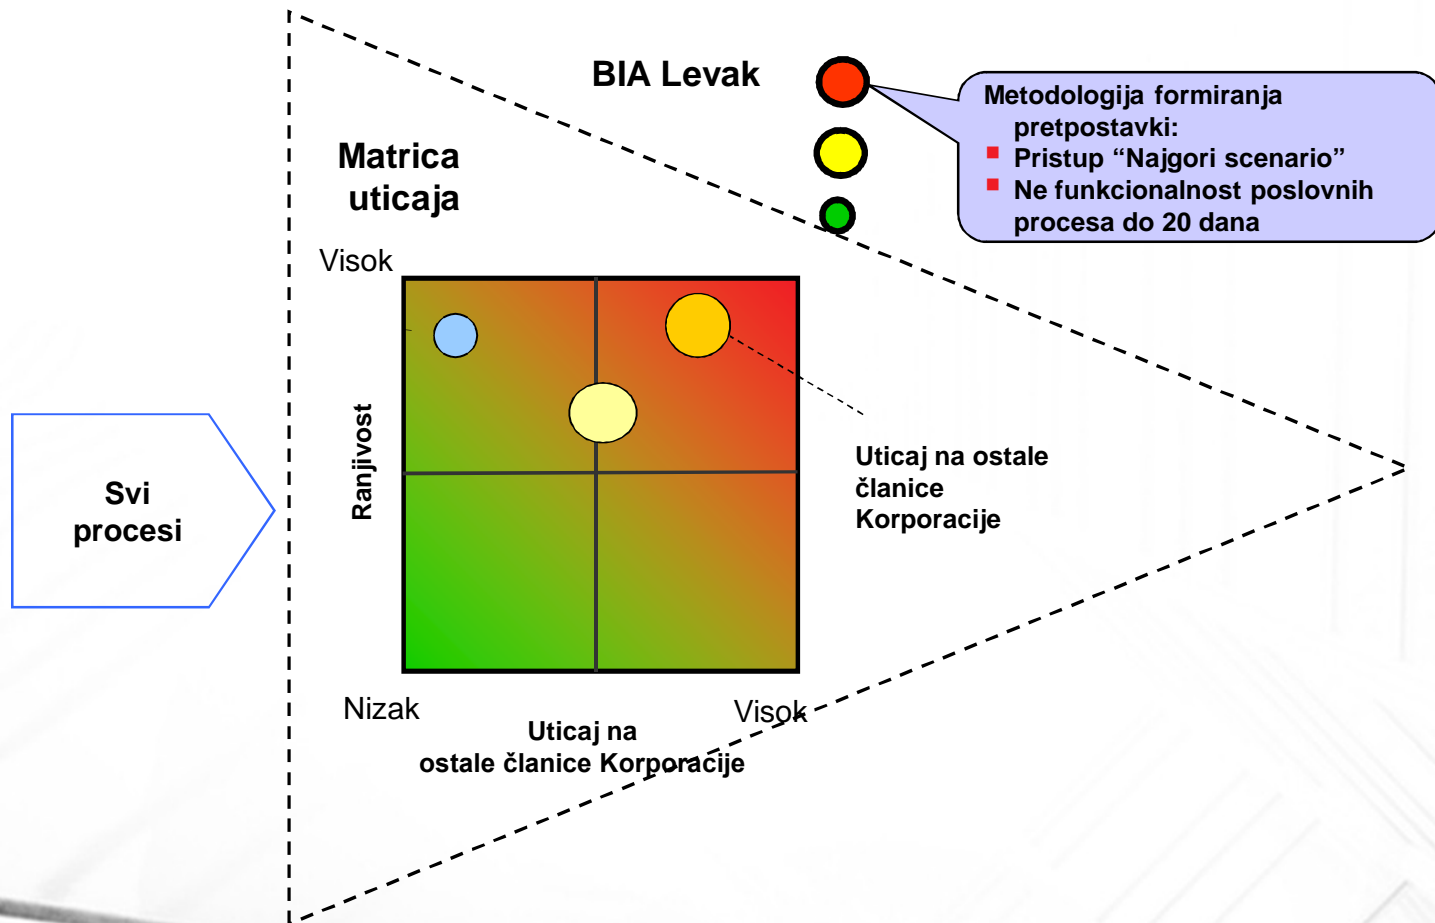 BIA Levak
Metodologija formiranja
pretpostavki:
Pristup “Najgori scenario”
Ne funkcionalnost poslovnih
procesa do 20 dana
Matrica
uticaja
Visok
Ranjivost
Svi
procesi
Uticaj na ostale
članice
Korporacije
Nizak
Visok
Uticaj na
ostale članice Korporacije